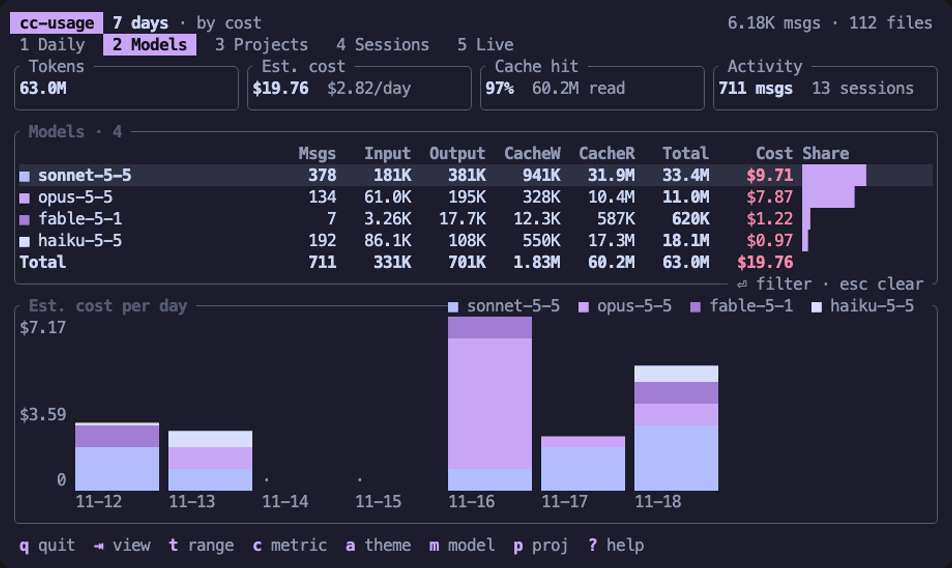 cc-usage 7 days · by cost 6.18K msgs · 112 files
1 Daily 2 Models 3 Projects 4 Sessions 5 Live
Tokens Est. cost Cache hit Activity
63.0M $19.76 $2.82/day 97% 60.2M read 711 msgs 13 sessions
Models · 4
Msgs Input Output CacheW CacheR Total Cost Share
sonnet-5-5 378 181K 381K 941K 31.9M 33.4M $9.71
opus-5-5 134 61.0K 195K 328K 10.4M 11.0M $7.87
fable-5-1 7 3.26K 17.7K 12.3K 587K 620K $1.22
haiku-5-5 192 86.1K 108K 550K 17.3M 18.1M $0.97
Total 711 331K 701K 1.83M 60.2M 63.0M $19.76
⏎ filter · esc clear
Est. cost per day sonnet-5-5 opus-5-5 fable-5-1 haiku-5-5
$7.17
$3.59
0
11-12 11-13 11-14 11-15 11-16 11-17 11-18
q quit ⇥ view t range c metric a theme m model p proj ? help